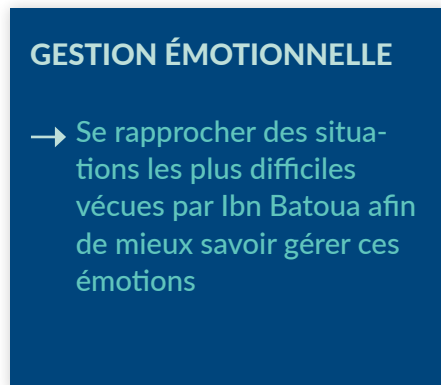 GESTION ÉMOTIONNELLE
→ Se rapprocher des situa-
tions les plus difficiles
vécues par Ibn Batoua afin
de mieux savoir gérer ces
émotions